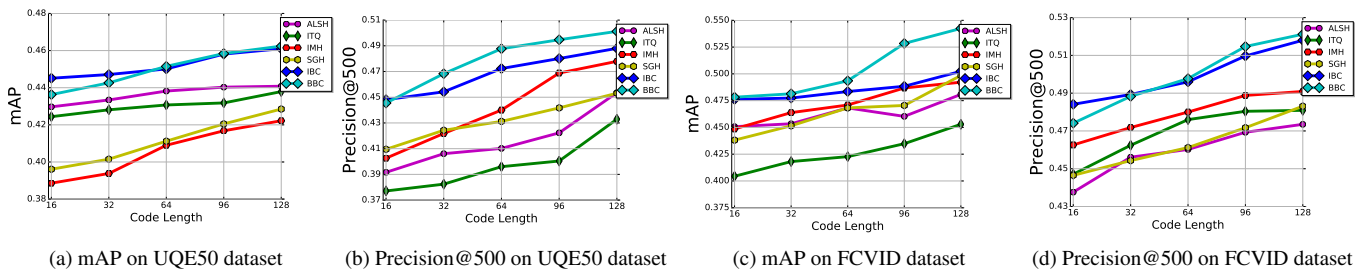 0.48
0.46
0.44
0.42
0.40
0.38
mAP
16 32 64 96 128
Code Length
ALSH
ITQ
IMH
SGH
IBC
BBC
(a) mAP on UQE50 dataset
0.51
0.49
0.47
0.45
0.43
0.41
0.39
0.37
Precision@500
16 32 64 96 128
Code Length
ALSH
ITQ
IMH
SGH
IBC
BBC
(b) Precision@500 on UQE50 dataset
0.550
0.525
0.500
0.475
0.450
0.425
0.400
0.375
mAP
16 32 64 96 128
Code Length
ALSH
ITQ
IMH
SGH
IBC
BBC
(c) mAP on FCVID dataset
0.53
0.51
0.49
0.47
0.45
0.43
Precision@500
16 32 64 96 128
Code Length
ALSH
ITQ
IMH
SGH
IBC
BBC
(d) Precision@500 on FCVID dataset